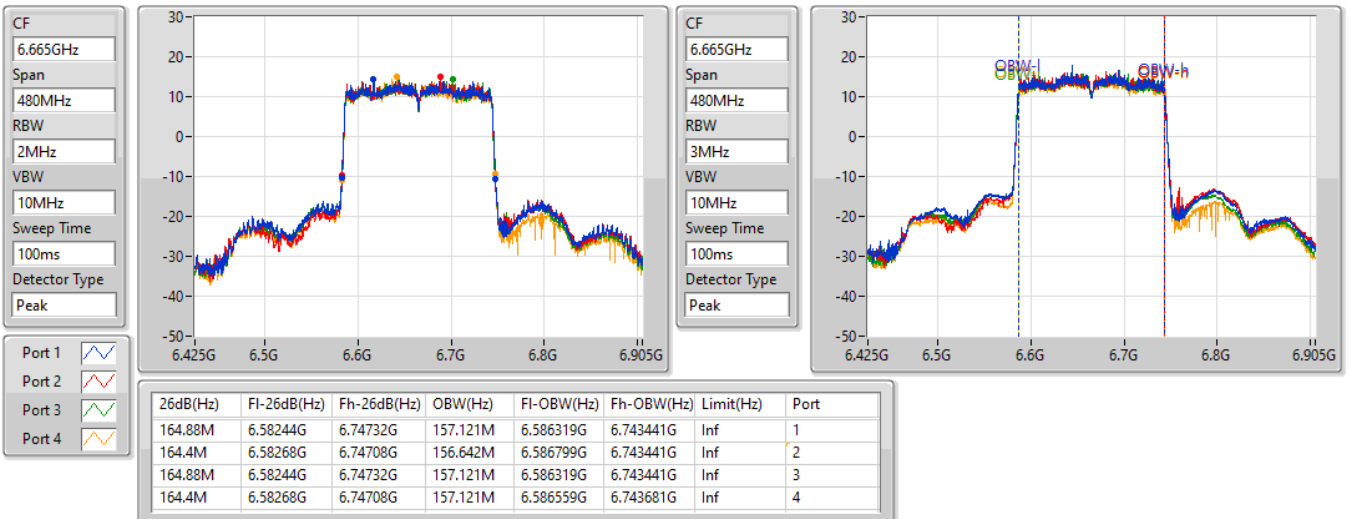 CF
6.665GHz
Span
480MHz
RBW
2MHz
VBW
10MHz
Sweep Time
100ms
Detector Type
Peak
30
20
10
0
-10
-20
-30
-40
-50
6.425G 6.5G 6.6G 6.7G 6.8G 6.905G
CF
6.665GHz
Span
480MHz
RBW
3MHz
VBW
10MHz
Sweep Time
100ms
Detector Type
Peak
30
20
10
0
-10
-20
-30
-40
-50
OBW-l
OBW-h
6.425G 6.5G 6.6G 6.7G 6.8G 6.905G
Port 1
Port 2
Port 3
Port 4
26dB(Hz) Fl-26dB(Hz) Fh-26dB(Hz) OBW(Hz) Fl-OBW(Hz) Fh-OBW(Hz) Limit(Hz) Port
164.88M 6.58244G 6.74732G 157.121M 6.586319G 6.743441G Inf 1
164.4M 6.58268G 6.74708G 156.642M 6.586799G 6.743441G Inf 2
164.88M 6.58244G 6.74732G 157.121M 6.586319G 6.743441G Inf 3
164.4M 6.58268G 6.74708G 157.121M 6.586559G 6.743681G Inf 4